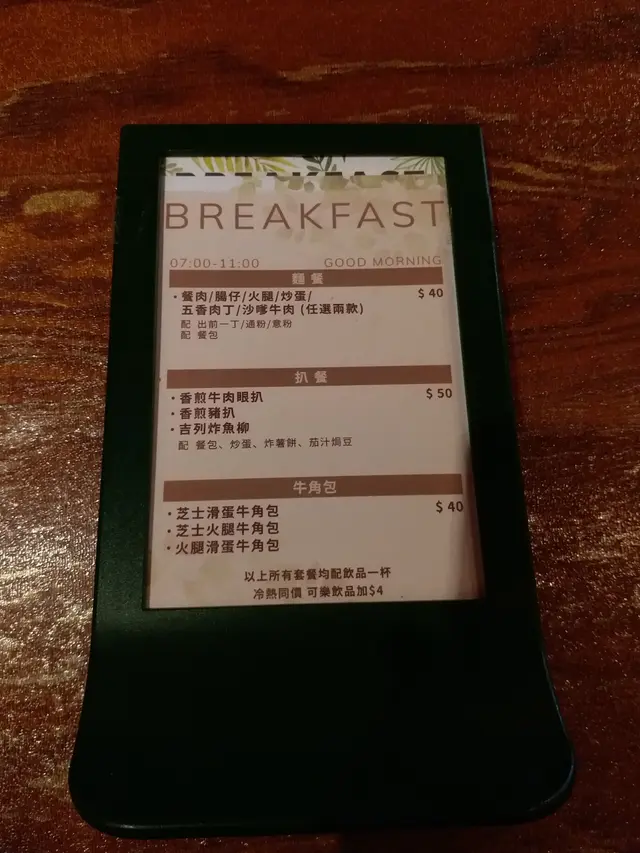 BREAKFAST
BREAKFAST
07:00-11:00 GOOD MORNING
麵餐
·餐肉/腸仔/火腿/炒蛋/ $40
五香肉丁/沙嗲牛肉 (任選兩款)
配 出前一丁/通粉/意粉
配 餐包
扒餐
·香煎牛肉眼扒 $50
·香煎豬扒
·吉列炸魚柳
配 餐包、炒蛋、炸薯餅、茄汁焗豆
牛角包
·芝士滑蛋牛角包 $40
·芝士火腿牛角包
·火腿滑蛋牛角包
以上所有套餐均配飲品一杯
冷熱同價 可樂飲品加$4